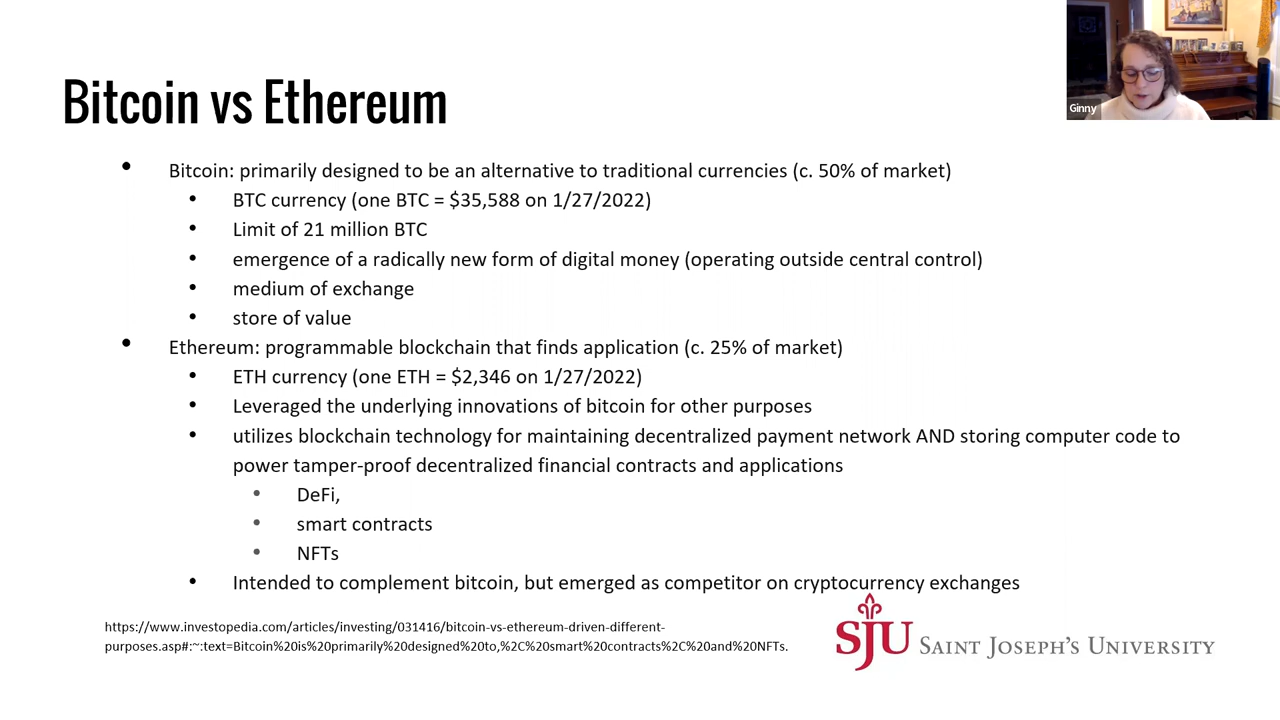 Bitcoin vs Ethereum
Ginny
• Bitcoin: primarily designed to be an alternative to traditional currencies (c. 50% of market)
• BTC currency (one BTC = $35,588 on 1/27/2022)
• Limit of 21 million BTC
• emergence of a radically new form of digital money (operating outside central control)
• medium of exchange
• store of value
• Ethereum: programmable blockchain that finds application (c. 25% of market)
• ETH currency (one ETH = $2,346 on 1/27/2022)
• Leveraged the underlying innovations of bitcoin for other purposes
• utilizes blockchain technology for maintaining decentralized payment network AND storing computer code to
power tamper-proof decentralized financial contracts and applications
• DeFi,
• smart contracts
• NFTs
• Intended to complement bitcoin, but emerged as competitor on cryptocurrency exchanges
https://www.investopedia.com/articles/investing/031416/bitcoin-vs-ethereum-driven-different-
purposes.asp#:~:text=Bitcoin%20is%20primarily%20designed%20to,%2C%20smart%20contracts%2C%20and%20NFTs.
SJU SAINT JOSEPH'S UNIVERSITY